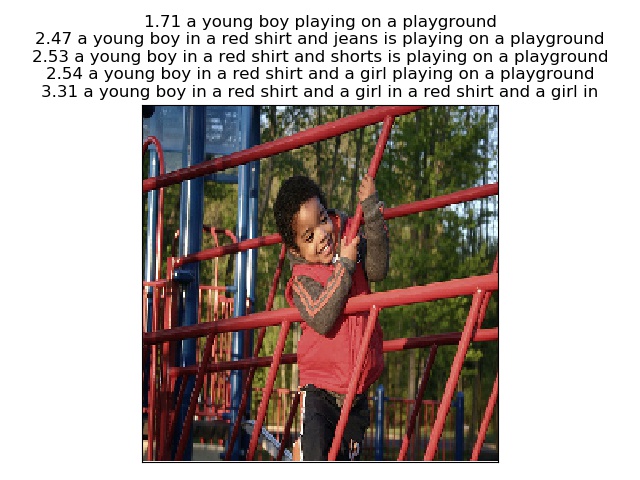 1.71 a young boy playing on a playground
2.47 a young boy in a red shirt and jeans is playing on a playground
2.53 a young boy in a red shirt and shorts is playing on a playground
2.54 a young boy in a red shirt and a girl playing on a playground
3.31 a young boy in a red shirt and a girl in a red shirt and a girl in